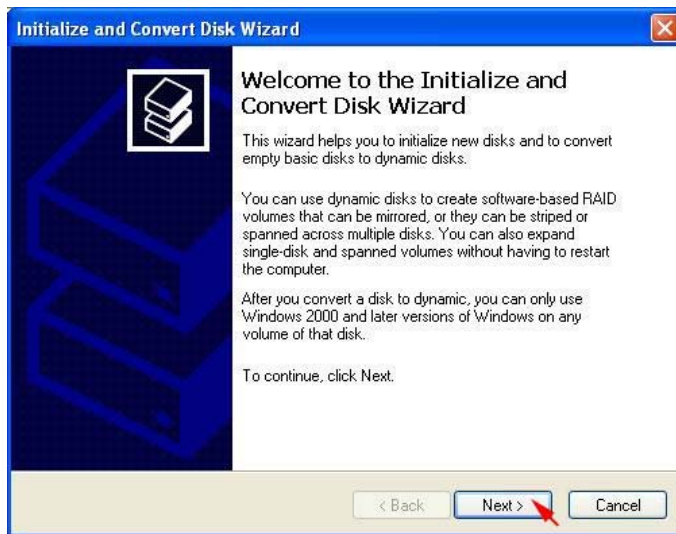 Initialize and Convert Disk Wizard
Welcome to the Initialize and
Convert Disk Wizard
This wizard helps you to initialize new disks and to convert
empty basic disks to dynamic disks.
You can use dynamic disks to create software-based RAID
volumes that can be mirrored, or they can be striped or
spanned across multiple disks. You can also expand
single-disk and spanned volumes without having to restart
the computer.
After you convert a disk to dynamic, you can only use
Windows 2000 and later versions of Windows on any
volume of that disk.
To continue, click Next.
< Back Next > Cancel